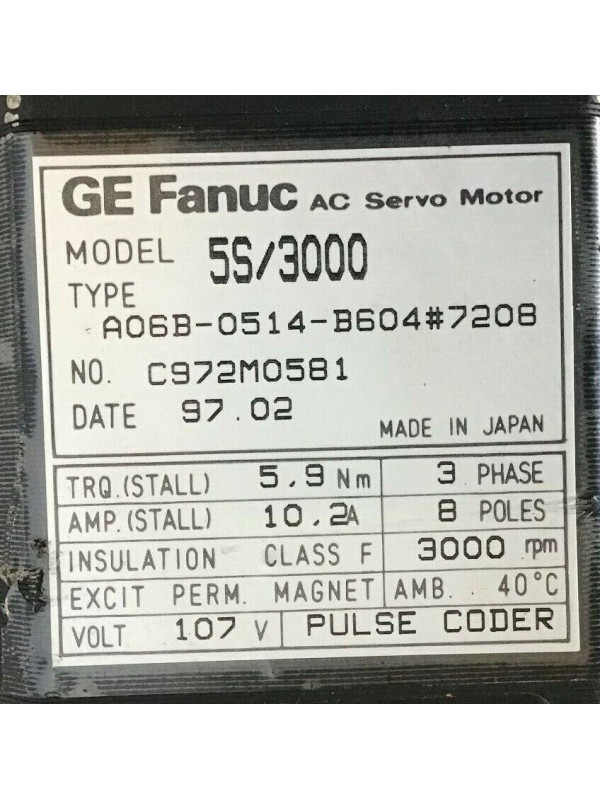 GE Fanuc AC Servo Motor
MODEL 5S/3000
TYPE
A06B-0514-B604#7208
NO. C972M0581
DATE 97.02
MADE IN JAPAN
TRQ.(STALL) 5.9 Nm 3 PHASE
AMP.(STALL) 10.2A 8 POLES
INSULATION CLASS F 3000 rpm
EXCIT PERM. MAGNET AMB. 40°C
VOLT 107 V PULSE CODER